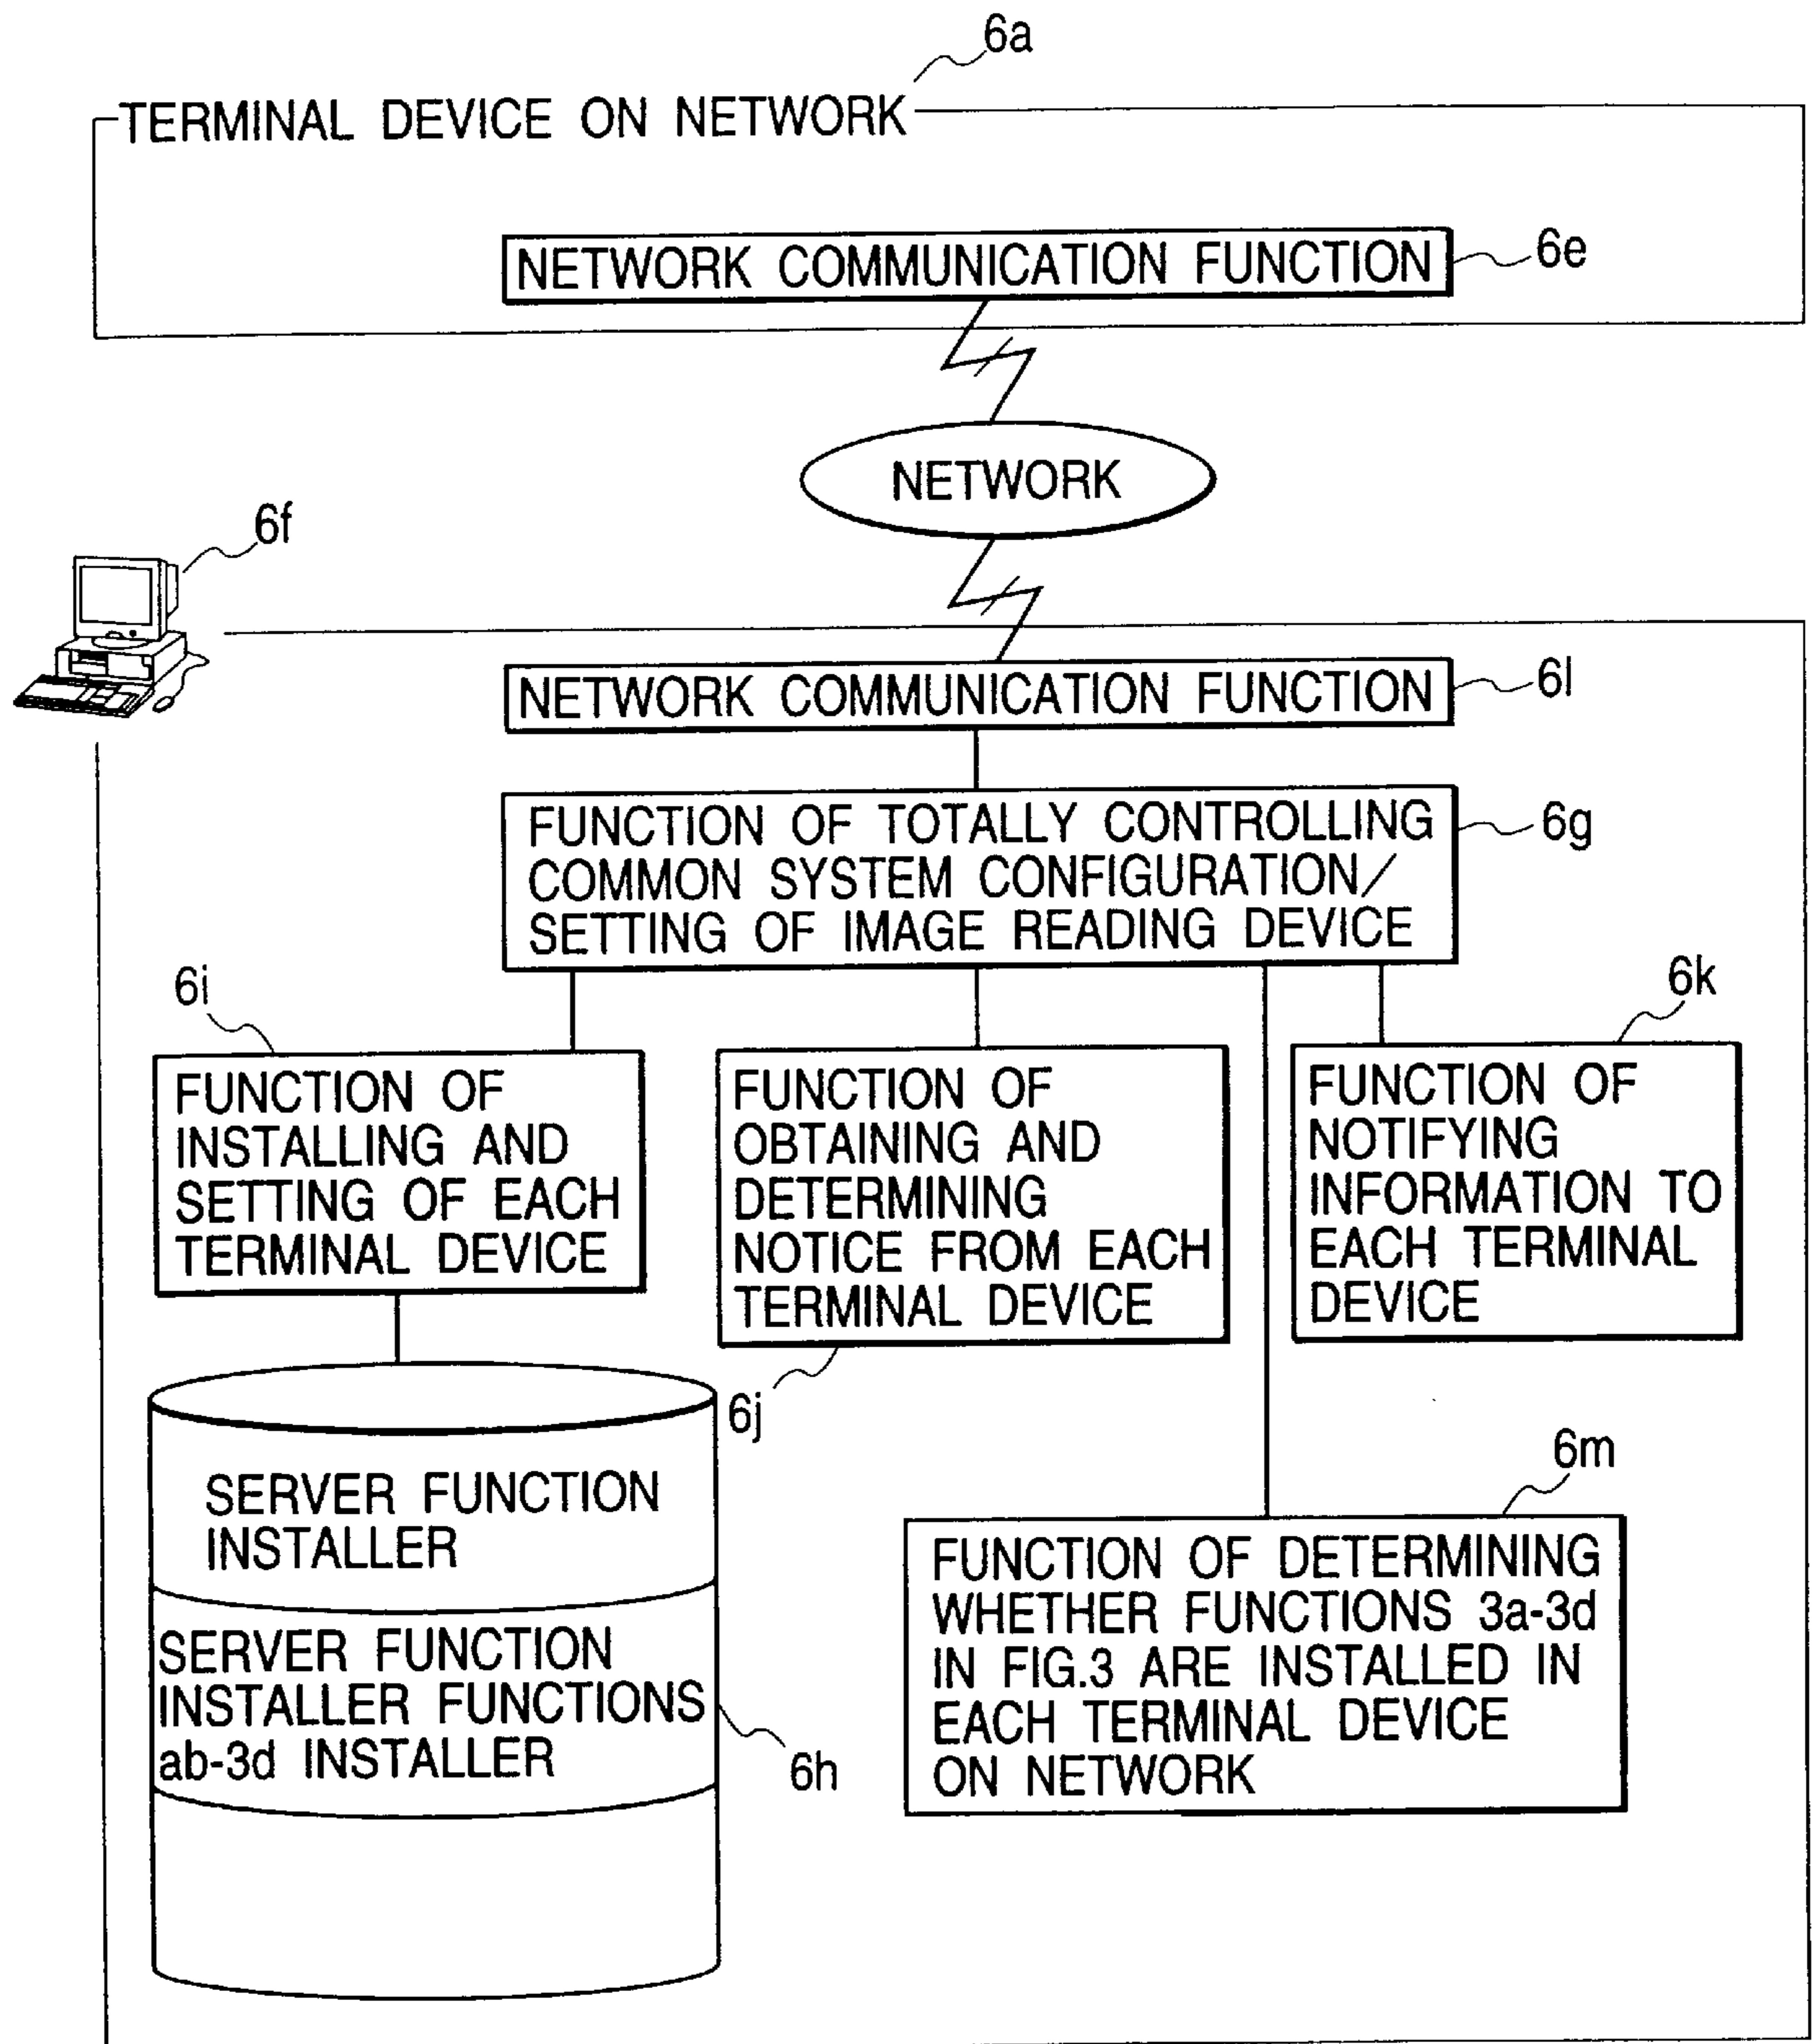 6a
TERMINAL DEVICE ON NETWORK
NETWORK COMMUNICATION FUNCTION
6e
NETWORK
6f
NETWORK COMMUNICATION FUNCTION
6l
FUNCTION OF TOTALLY CONTROLLING
COMMON SYSTEM CONFIGURATION/
SETTING OF IMAGE READING DEVICE
6g
6i
FUNCTION OF
INSTALLING AND
SETTING OF EACH
TERMINAL DEVICE
FUNCTION OF
OBTAINING AND
DETERMINING
NOTICE FROM EACH
TERMINAL DEVICE
6j
6k
FUNCTION OF
NOTIFYING
INFORMATION TO
EACH TERMINAL
DEVICE
SERVER FUNCTION
INSTALLER
SERVER FUNCTION
INSTALLER FUNCTIONS
ab-3d INSTALLER
6h
6m
FUNCTION OF DETERMINING
WHETHER FUNCTIONS 3a-3d
IN FIG.3 ARE INSTALLED IN
EACH TERMINAL DEVICE
ON NETWORK